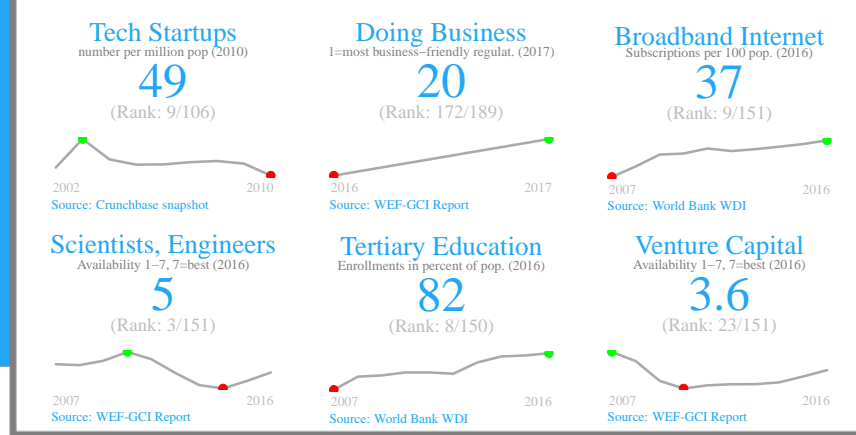 Tech Startups
number per million pop (2010)
49
(Rank: 9/106)
2002 2010
Source: Crunchbase snapshot
Doing Business
1=most business–friendly regulat. (2017)
20
(Rank: 172/189)
2016 2017
Source: WEF-GCI Report
Broadband Internet
Subscriptions per 100 pop. (2016)
37
(Rank: 9/151)
2007 2016
Source: World Bank WDI
Scientists, Engineers
Availability 1–7, 7=best (2016)
5
(Rank: 3/151)
2007 2016
Source: WEF-GCI Report
Tertiary Education
Enrollments in percent of pop. (2016)
82
(Rank: 8/150)
2007 2016
Source: World Bank WDI
Venture Capital
Availability 1–7, 7=best (2016)
3.6
(Rank: 23/151)
2007 2016
Source: WEF-GCI Report